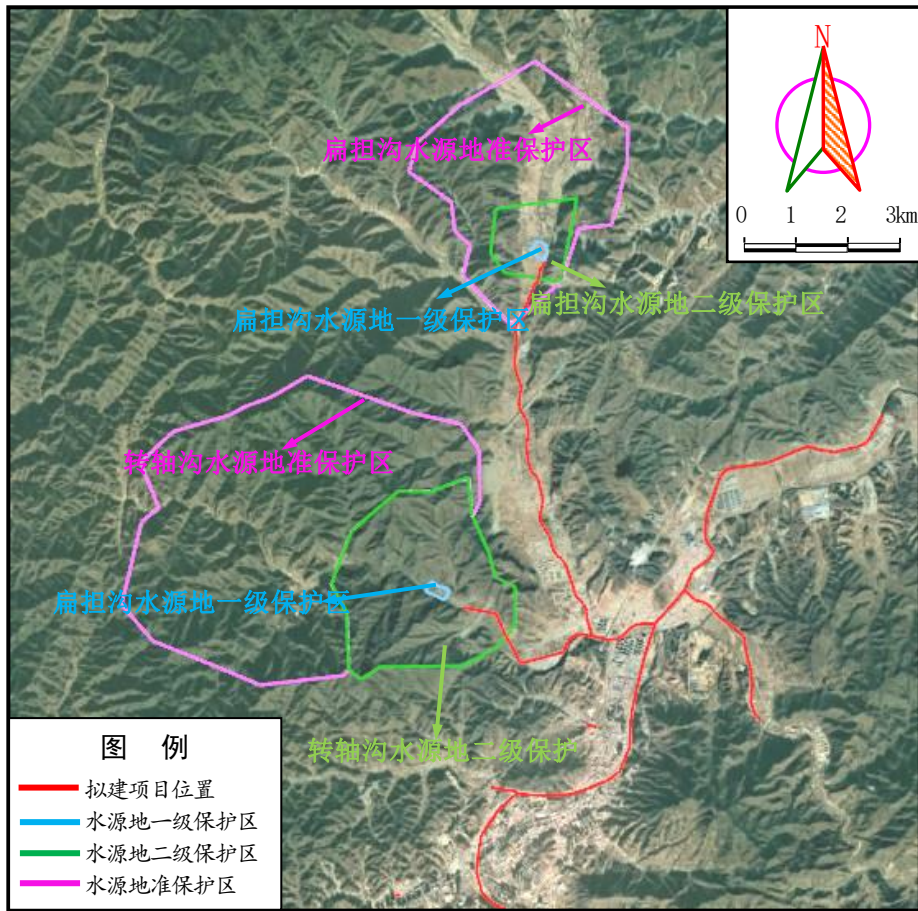 N
0 1 2 3km
扁担沟水源地准保护区
扁担沟水源地二级保护区
扁担沟水源地一级保护区
转轴沟水源地准保护区
扁担沟水源地一级保护区
转轴沟水源地二级保护
图 例
拟建项目位置
水源地一级保护区
水源地二级保护区
水源地准保护区